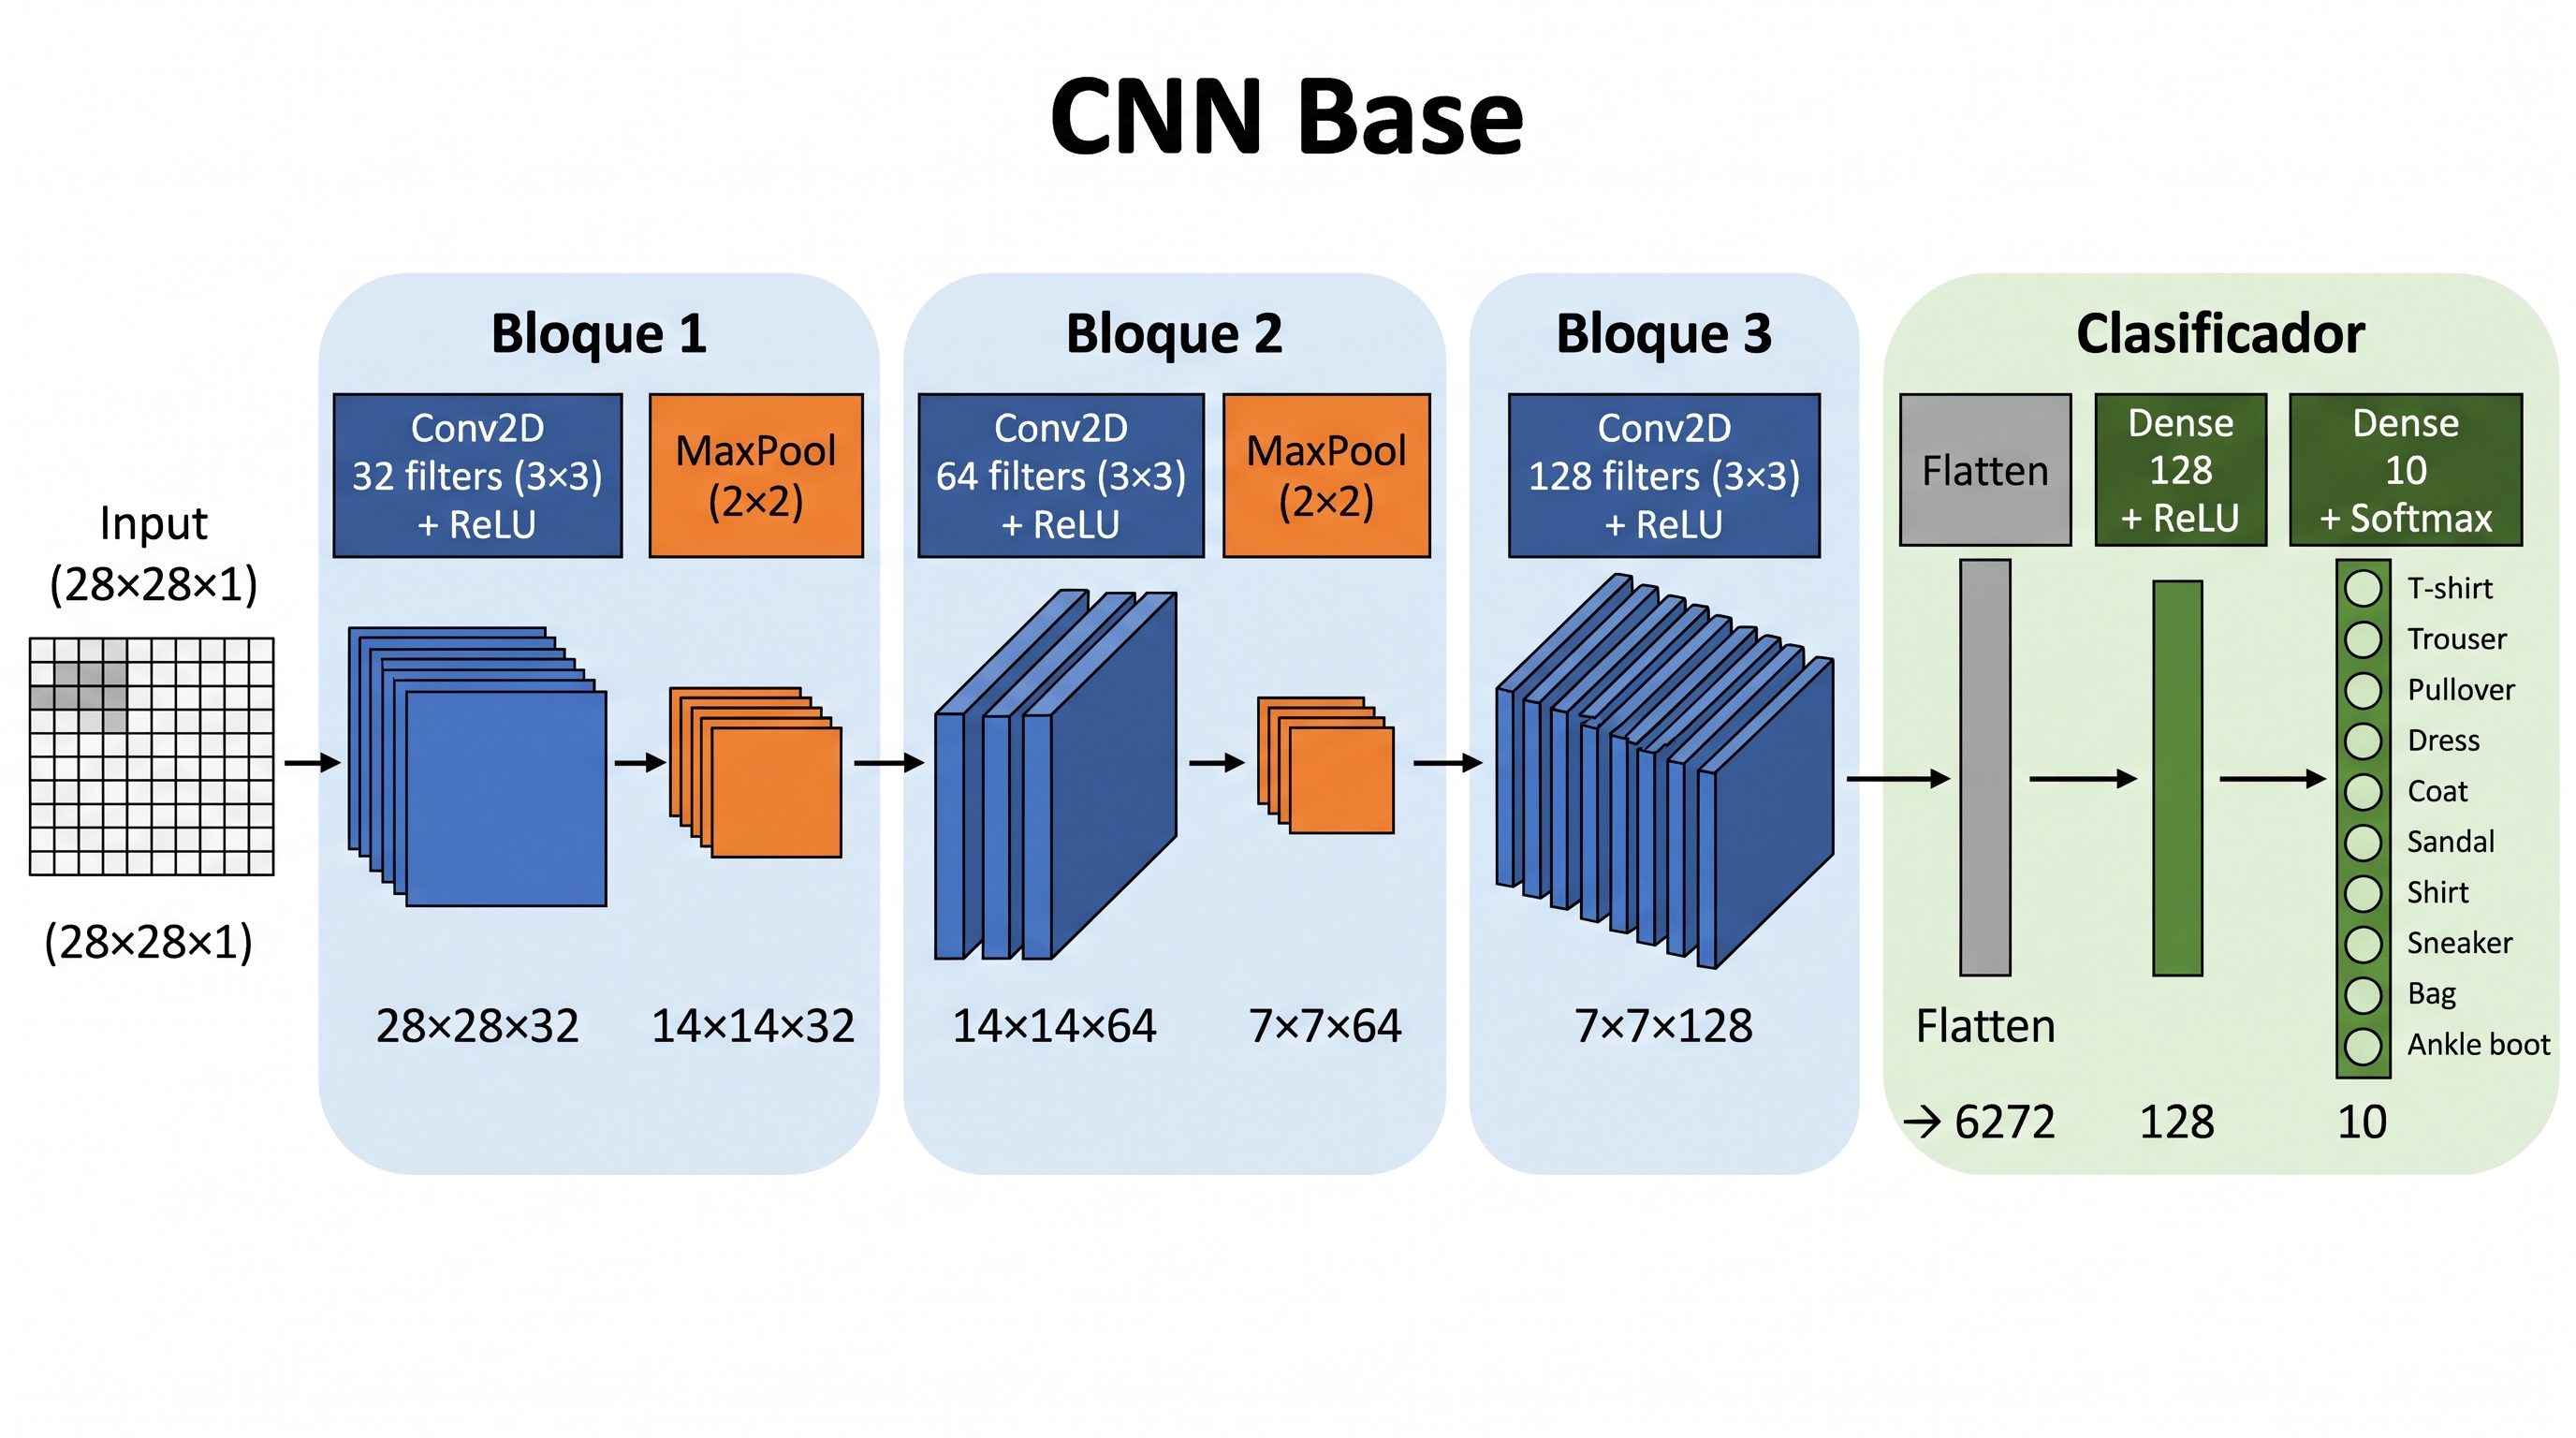 CNN Base
Input
(28×28×1)
(28×28×1)
Bloque 1
Conv2D
32 filters (3×3)
+ ReLU
MaxPool
(2×2)
28×28×32
14×14×32
Bloque 2
Conv2D
64 filters (3×3)
+ ReLU
MaxPool
(2×2)
14×14×64
7×7×64
Bloque 3
Conv2D
128 filters (3×3)
+ ReLU
7×7×128
Clasificador
Flatten
Dense
128
+ ReLU
Dense
10
+ Softmax
T-shirt
Trouser
Pullover
Dress
Coat
Sandal
Shirt
Sneaker
Bag
Ankle boot
Flatten
→ 6272
128
10